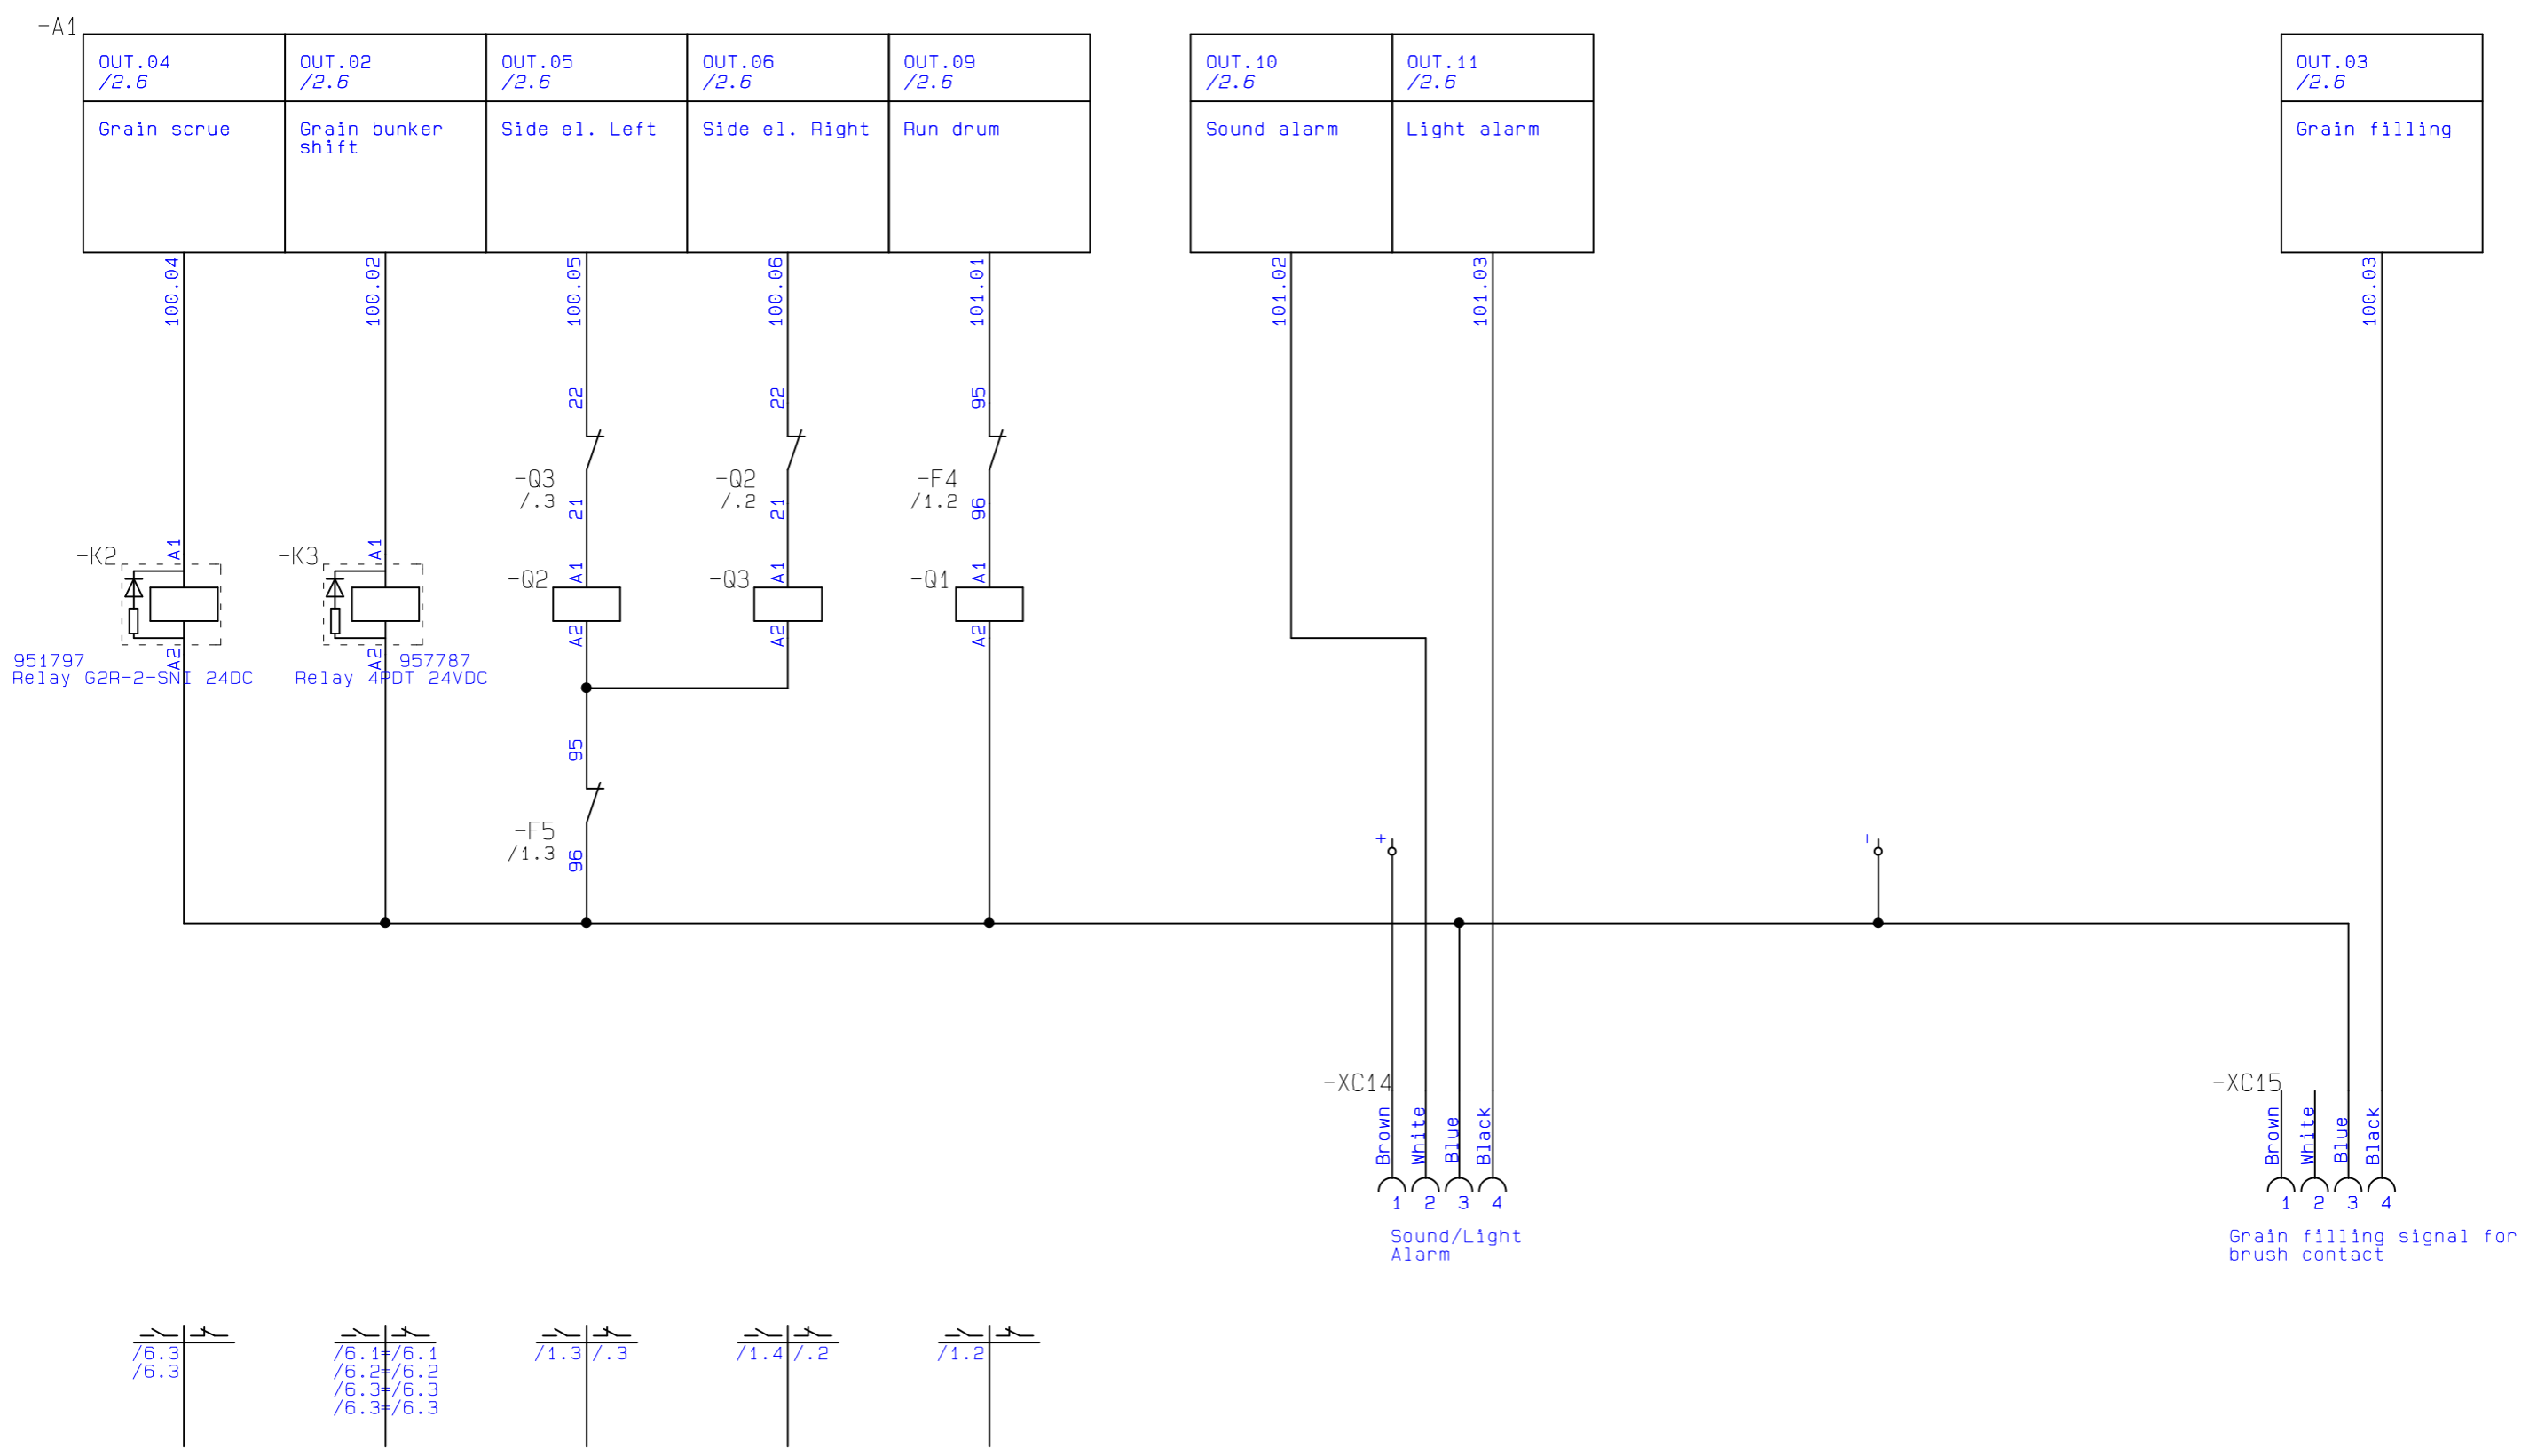 -A1
OUT.04
/2.6
Grain scrue
OUT.02
/2.6
Grain bunker
shift
OUT.05
/2.6
Side el. Left
OUT.06
/2.6
Side el. Right
OUT.09
/2.6
Run drum
OUT.10
/2.6
Sound alarm
OUT.11
/2.6
Light alarm
OUT.03
/2.6
Grain filling
100.04
100.02
100.05
100.06
101.01
101.02
101.03
100.03
22
22
95
-Q3
/.3
21
-Q2
/.2
21
-F4
/1.2
96
-K2
A1
A2
951797
Relay G2R-2-SNI 24DC
-K3
A1
A2
957787
Relay 4PDT 24VDC
-Q2
A1
A2
-Q3
A1
A2
-Q1
A1
A2
95
-F5
/1.3
96
+
-
-XC14
Brown
White
Blue
Black
1
2
3
4
Sound/Light
Alarm
-XC15
Brown
White
Blue
Black
1
2
3
4
Grain filling signal for
brush contact
/6.3
/6.3
/6.1=/6.1
/6.2=/6.2
/6.3=/6.3
/6.3=/6.3
/1.3 /.3
/1.4 /.2
/1.2